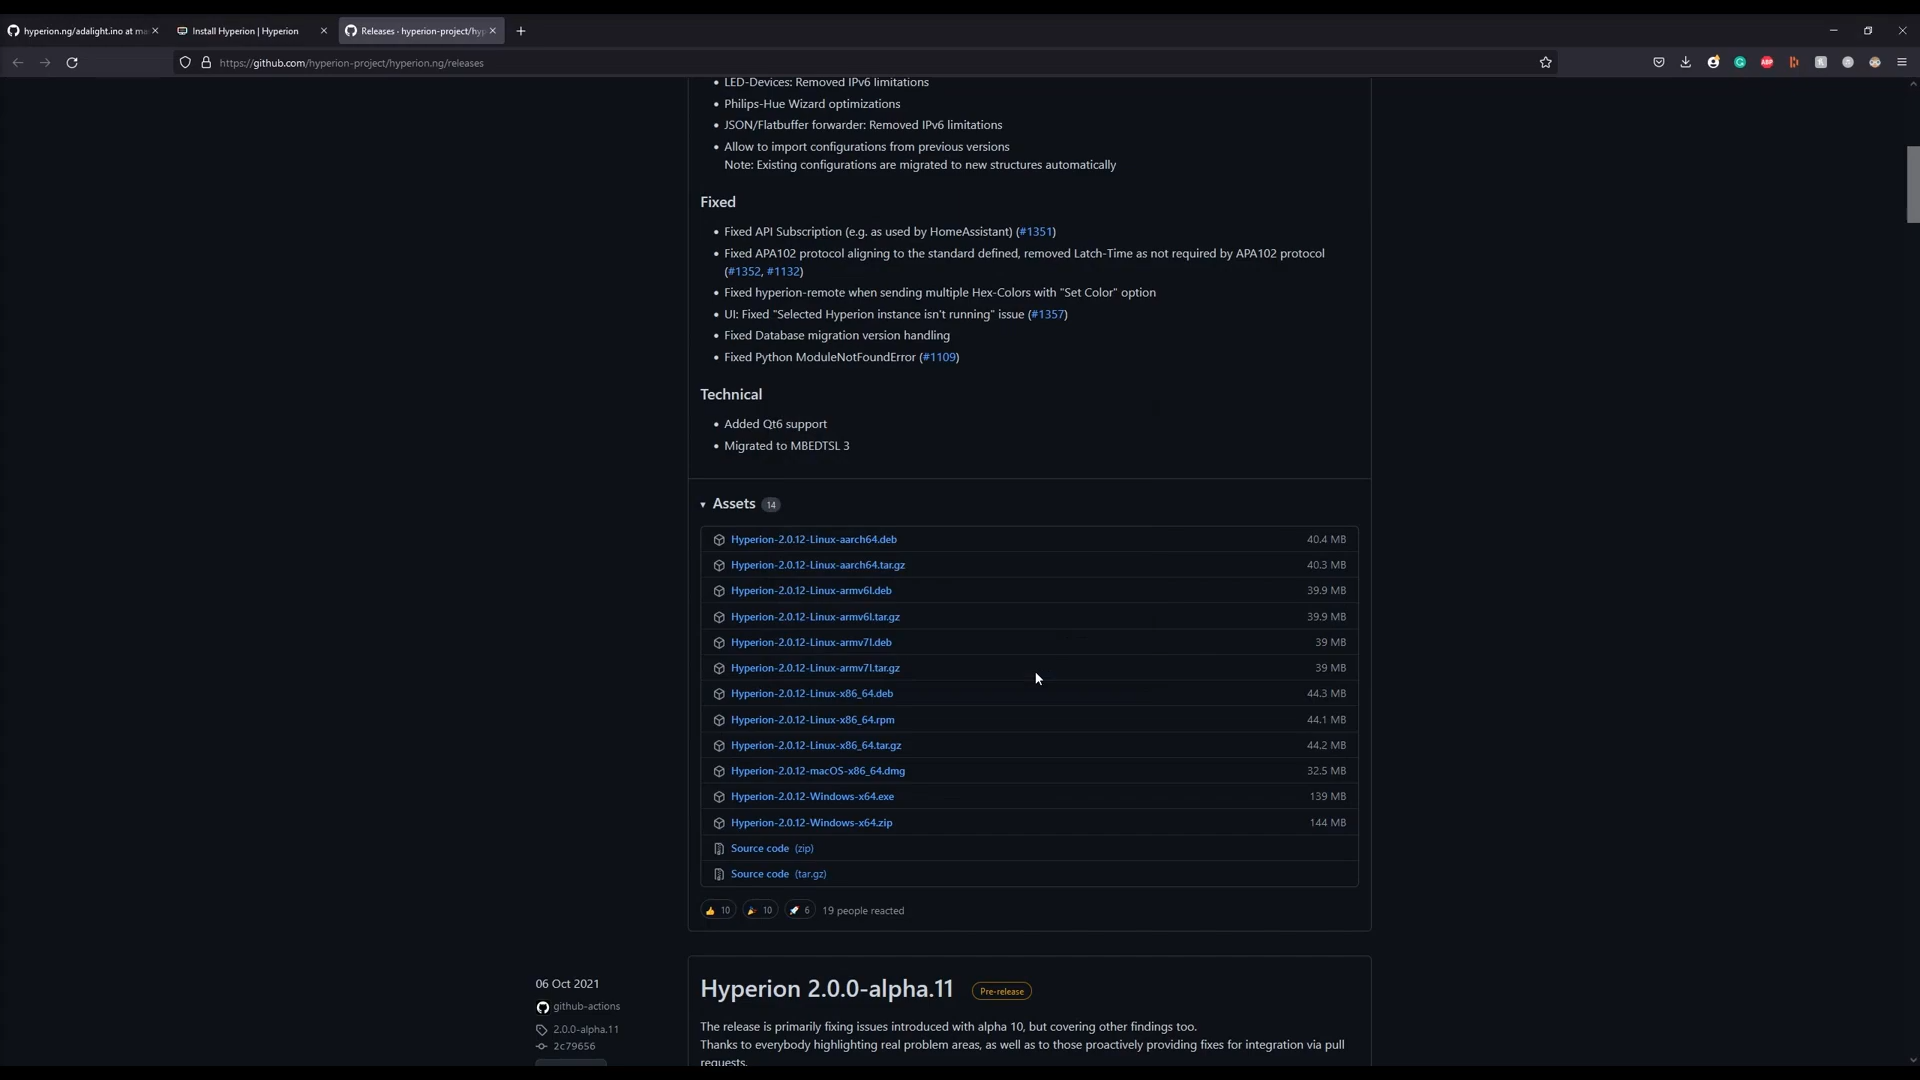 hyperion.ng/adalight.ino at ma
Install Hyperion | Hyperion
Releases · hyperion-project/hyp
https://github.com/hyperion-project/hyperion.ng/releases
ABP
• LED-Devices: Removed IPv6 limitations
• Philips-Hue Wizard optimizations
• JSON/Flatbuffer forwarder: Removed IPv6 limitations
• Allow to import configurations from previous versions
Note: Existing configurations are migrated to new structures automatically
Fixed
• Fixed API Subscription (e.g. as used by HomeAssistant) (#1351)
• Fixed APA102 protocol aligning to the standard defined, removed Latch-Time as not required by APA102 protocol
(#1352, #1132)
• Fixed hyperion-remote when sending multiple Hex-Colors with "Set Color" option
• UI: Fixed "Selected Hyperion instance isn't running" issue (#1357)
• Fixed Database migration version handling
• Fixed Python ModuleNotFoundError (#1109)
Technical
• Added Qt6 support
• Migrated to MBEDTSL 3
Assets 14
Hyperion-2.0.12-Linux-aarch64.deb 40.4 MB
Hyperion-2.0.12-Linux-aarch64.tar.gz 40.3 MB
Hyperion-2.0.12-Linux-armv6l.deb 39.9 MB
Hyperion-2.0.12-Linux-armv6l.tar.gz 39.9 MB
Hyperion-2.0.12-Linux-armv7l.deb 39 MB
Hyperion-2.0.12-Linux-armv7l.tar.gz 39 MB
Hyperion-2.0.12-Linux-x86_64.deb 44.3 MB
Hyperion-2.0.12-Linux-x86_64.rpm 44.1 MB
Hyperion-2.0.12-Linux-x86_64.tar.gz 44.2 MB
Hyperion-2.0.12-macOS-x86_64.dmg 32.5 MB
Hyperion-2.0.12-Windows-x64.exe 139 MB
Hyperion-2.0.12-Windows-x64.zip 144 MB
Source code (zip)
Source code (tar.gz)
10 10 6 19 people reacted
06 Oct 2021
github-actions
2.0.0-alpha.11
2c79656
Hyperion 2.0.0-alpha.11 Pre-release
The release is primarily fixing issues introduced with alpha 10, but covering other findings too.
Thanks to everybody highlighting real problem areas, as well as to those proactively providing fixes for integration via pull
requests.